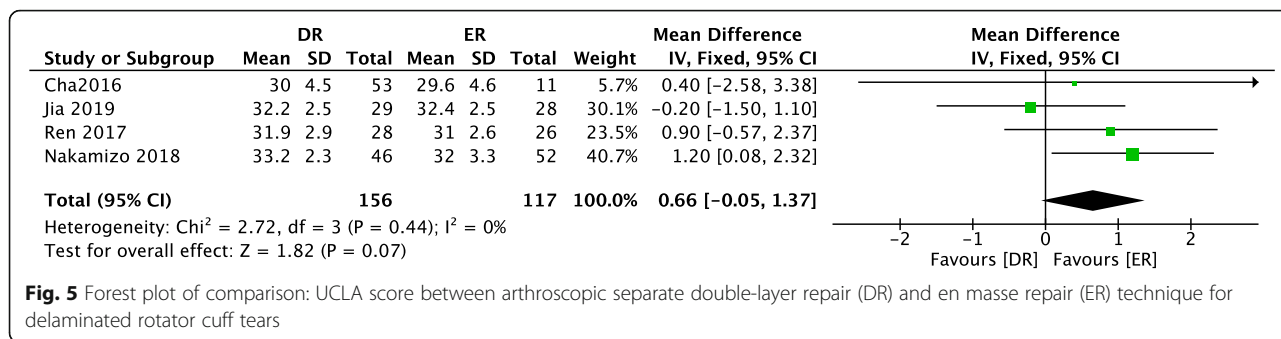 DR ER Mean Difference Mean Difference
Study or Subgroup Mean SD Total Mean SD Total Weight IV, Fixed, 95% CI IV, Fixed, 95% CI
Cha2016 30 4.5 53 29.6 4.6 11 5.7% 0.40 [-2.58, 3.38]
Jia 2019 32.2 2.5 29 32.4 2.5 28 30.1% -0.20 [-1.50, 1.10]
Ren 2017 31.9 2.9 28 31 2.6 26 23.5% 0.90 [-0.57, 2.37]
Nakamizo 2018 33.2 2.3 46 32 3.3 52 40.7% 1.20 [0.08, 2.32]
Total (95% CI) 156 117 100.0% 0.66 [-0.05, 1.37]
Heterogeneity: Chi² = 2.72, df = 3 (P = 0.44); I² = 0%
Test for overall effect: Z = 1.82 (P = 0.07)
-2 -1 0 1 2
Favours [DR] Favours [ER]
Fig. 5 Forest plot of comparison: UCLA score between arthroscopic separate double-layer repair (DR) and en masse repair (ER) technique for
delaminated rotator cuff tears